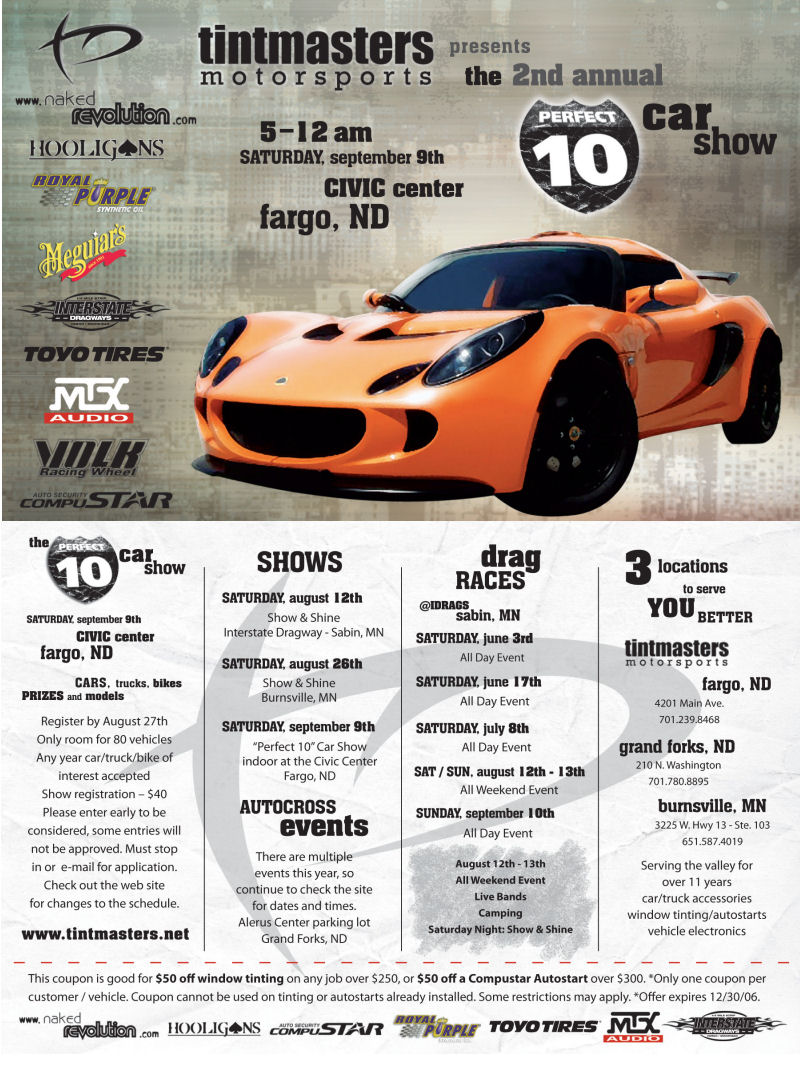 tintmasters
motorsports
presents
the 2nd annual
PERFECT
10
car
show
5-12 am
SATURDAY, september 9th
CIVIC center
fargo, ND
www.naked
revolution.com
HOOLIGANS
ROYAL
PURPLE
SYNTHETIC OIL
Meguiar's
INTERSTATE
DRAGWAYS
TOYO TIRES
MTX
AUDIO
VOLK
Racing Wheel
AUTO SECURITY
COMPUSTAR
the
PERFECT
10
car
show
SATURDAY, september 9th
CIVIC center
fargo, ND
CARS, trucks, bikes
PRIZES and models
Register by August 27th
Only room for 80 vehicles
Any year car/truck/bike of
interest accepted
Show registration – $40
Please enter early to be
considered, some entries will
not be approved. Must stop
in or e-mail for application.
Check out the web site
for changes to the schedule.
www.tintmasters.net
SHOWS
SATURDAY, august 12th
Show & Shine
Interstate Dragway - Sabin, MN
SATURDAY, august 26th
Show & Shine
Burnsville, MN
SATURDAY, september 9th
“Perfect 10” Car Show
indoor at the Civic Center
Fargo, ND
AUTOCROSS
events
There are multiple
events this year, so
continue to check the site
for dates and times.
Alerus Center parking lot
Grand Forks, ND
drag
RACES
@IDRAGS
sabin, MN
SATURDAY, june 3rd
All Day Event
SATURDAY, june 17th
All Day Event
SATURDAY, july 8th
All Day Event
SAT / SUN, august 12th - 13th
All Weekend Event
SUNDAY, september 10th
All Day Event
August 12th - 13th
All Weekend Event
Live Bands
Camping
Saturday Night: Show & Shine
3 locations
to serve
YOU BETTER
tintmasters
motorsports
fargo, ND
4201 Main Ave.
701.239.8468
grand forks, ND
210 N. Washington
701.780.8895
burnsville, MN
3225 W. Hwy 13 - Ste. 103
651.587.4019
Serving the valley for
over 11 years
car/truck accessories
window tinting/autostarts
vehicle electronics
This coupon is good for $50 off window tinting on any job over $250, or $50 off a Compustar Autostart over $300. *Only one coupon per
customer / vehicle. Coupon cannot be used on tinting or autostarts already installed. Some restrictions may apply. *Offer expires 12/30/06.
www.naked
revolution.com
HOOLIGANS
AUTO SECURITY
COMPUSTAR
ROYAL
PURPLE
TOYO TIRES
MTX
AUDIO
INTERSTATE
DRAGWAYS